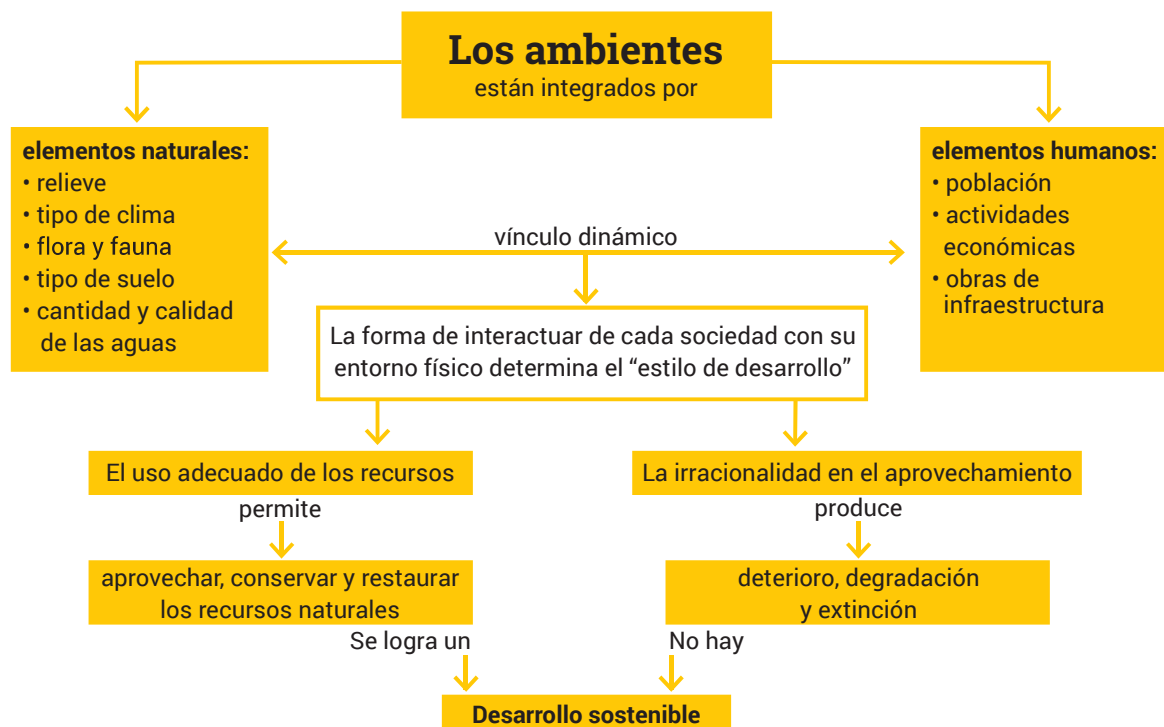 Los ambientes
están integrados por
elementos naturales:
• relieve
• tipo de clima
• flora y fauna
• tipo de suelo
• cantidad y calidad
de las aguas
vínculo dinámico
elementos humanos:
• población
• actividades
económicas
• obras de
infraestructura
La forma de interactuar de cada sociedad con su
entorno físico determina el “estilo de desarrollo”
El uso adecuado de los recursos
permite
aprovechar, conservar y restaurar
los recursos naturales
Se logra un
La irracionalidad en el aprovechamiento
produce
deterioro, degradación
y extinción
No hay
Desarrollo sostenible